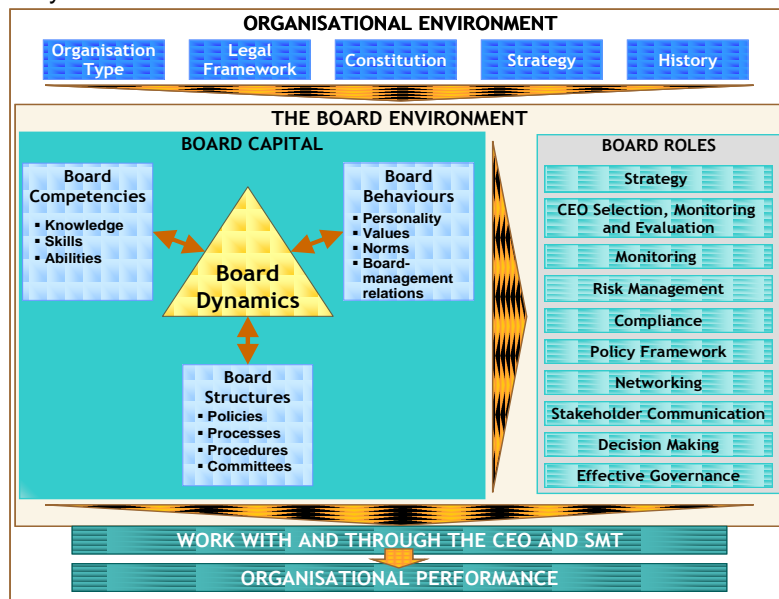 ORGANISATIONAL ENVIRONMENT
Organisation
Type
Legal
Framework
Constitution
Strategy
History
THE BOARD ENVIRONMENT
BOARD CAPITAL
Board
Competencies
▪ Knowledge
▪ Skills
▪ Abilities
Board
Behaviours
▪ Personality
▪ Values
▪ Norms
▪ Board-
management
relations
Board
Dynamics
Board
Structures
▪ Policies
▪ Processes
▪ Procedures
▪ Committees
BOARD ROLES
Strategy
CEO Selection, Monitoring
and Evaluation
Monitoring
Risk Management
Compliance
Policy Framework
Networking
Stakeholder Communication
Decision Making
Effective Governance
WORK WITH AND THROUGH THE CEO AND SMT
ORGANISATIONAL PERFORMANCE